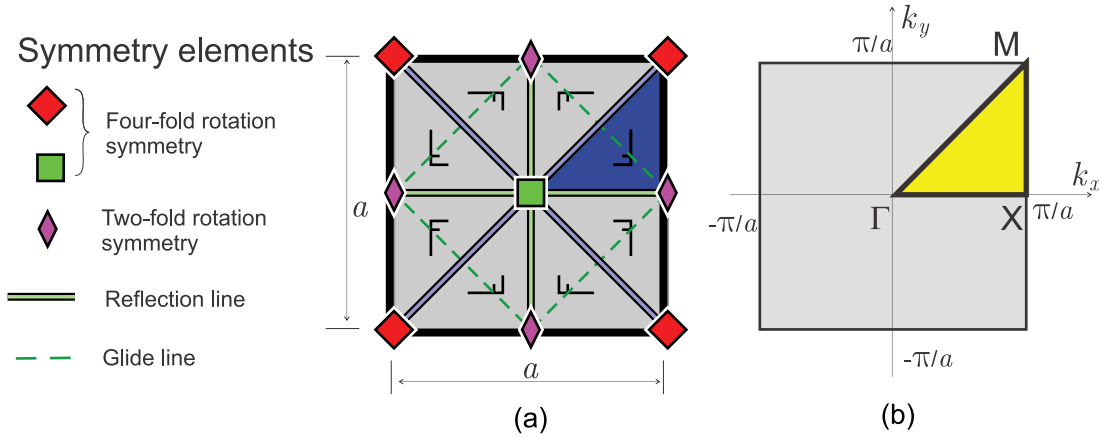 Symmetry elements
Four-fold rotation
symmetry
Two-fold rotation
symmetry
Reflection line
Glide line
a
a
(a)
k_y
π/a
M
k_x
-π/a
Γ
X
π/a
-π/a
(b)